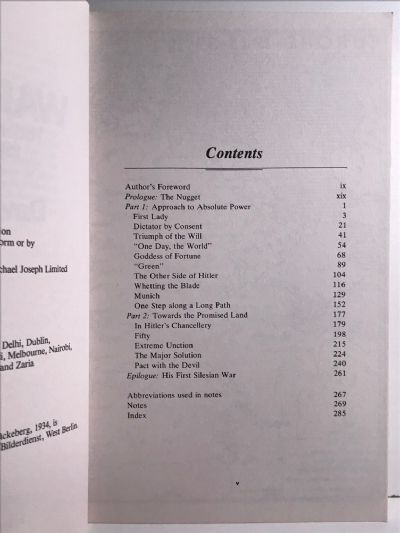 on
orm or by
chael Joseph Limited
Delhi, Dublin,
i, Melbourne, Nairobi,
and Zaria
ckeberg, 1934, is
Bilderdienst, West Berlin
Contents
Author's Foreword ix
Prologue: The Nugget xix
Part 1: Approach to Absolute Power 1
First Lady 3
Dictator by Consent 21
Triumph of the Will 41
"One Day, the World" 54
Goddess of Fortune 68
"Green" 89
The Other Side of Hitler 104
Whetting the Blade 116
Munich 129
One Step along a Long Path 152
Part 2: Towards the Promised Land 177
In Hitler's Chancellery 179
Fifty 198
Extreme Unction 215
The Major Solution 224
Pact with the Devil 240
Epilogue: His First Silesian War 261
Abbreviations used in notes 267
Notes 269
Index 285
v